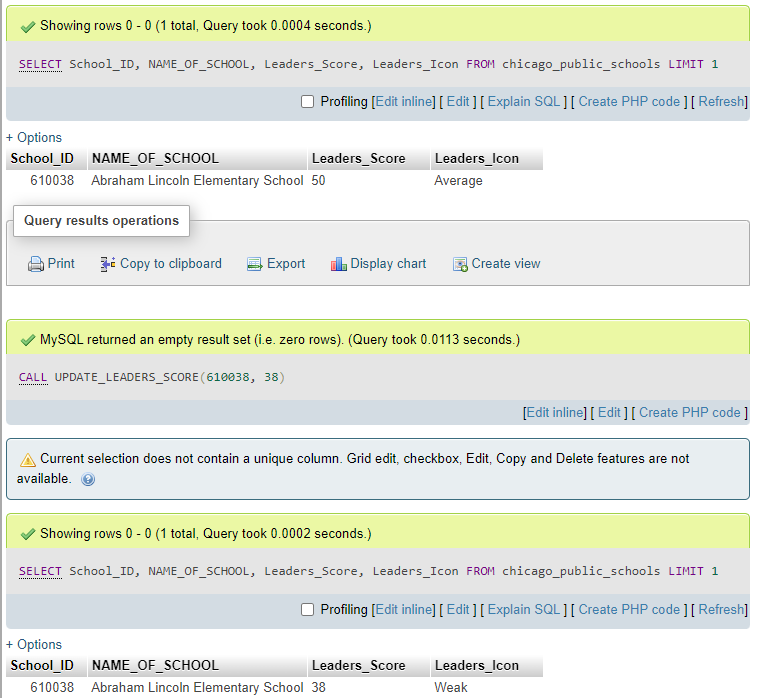 Showing rows 0 - 0 (1 total, Query took 0.0004 seconds.)
SELECT School_ID, NAME_OF_SCHOOL, Leaders_Score, Leaders_Icon FROM chicago_public_schools LIMIT 1
Profiling [Edit inline] [ Edit ] [ Explain SQL ] [ Create PHP code ] [ Refresh]
+ Options
School_ID NAME_OF_SCHOOL Leaders_Score Leaders_Icon
610038 Abraham Lincoln Elementary School 50 Average
Query results operations
Print Copy to clipboard Export Display chart Create view
MySQL returned an empty result set (i.e. zero rows). (Query took 0.0113 seconds.)
CALL UPDATE_LEADERS_SCORE(610038, 38)
[Edit inline] [ Edit ] [ Create PHP code ]
Current selection does not contain a unique column. Grid edit, checkbox, Edit, Copy and Delete features are not
available.
Showing rows 0 - 0 (1 total, Query took 0.0002 seconds.)
SELECT School_ID, NAME_OF_SCHOOL, Leaders_Score, Leaders_Icon FROM chicago_public_schools LIMIT 1
Profiling [Edit inline] [ Edit ] [ Explain SQL ] [ Create PHP code ] [ Refresh]
+ Options
School_ID NAME_OF_SCHOOL Leaders_Score Leaders_Icon
610038 Abraham Lincoln Elementary School 38 Weak